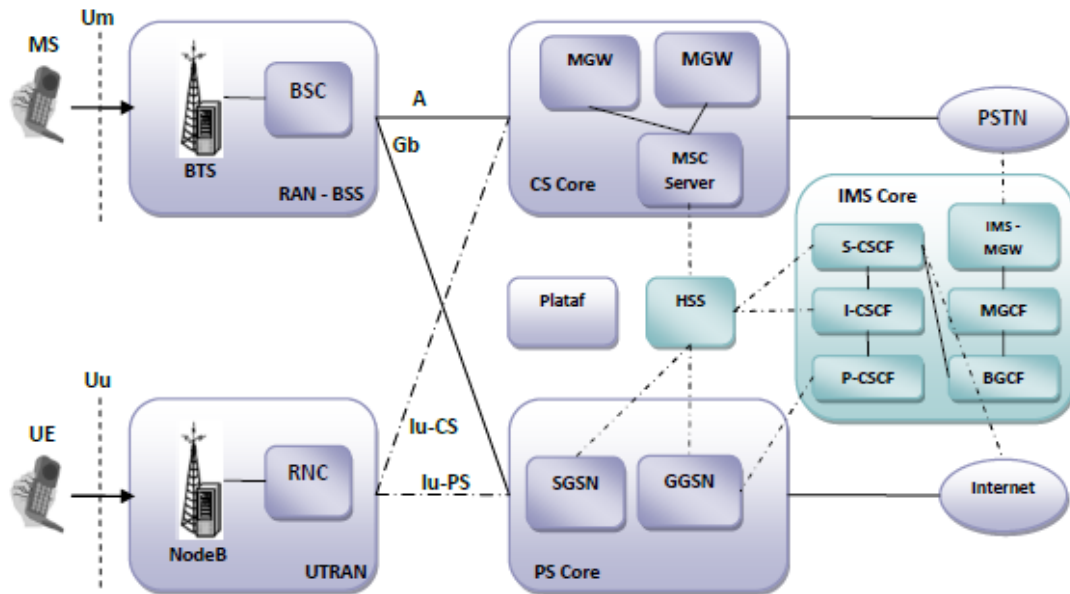 Um
MS
BSC
BTS
RAN - BSS
A
Gb
MGW
MGW
MSC
Server
CS Core
PSTN
IMS Core
S-CSCF
IMS -
MGW
I-CSCF
MGCF
P-CSCF
BGCF
Plataf
HSS
Uu
UE
RNC
NodeB
UTRAN
Iu-CS
Iu-PS
SGSN
GGSN
PS Core
Internet